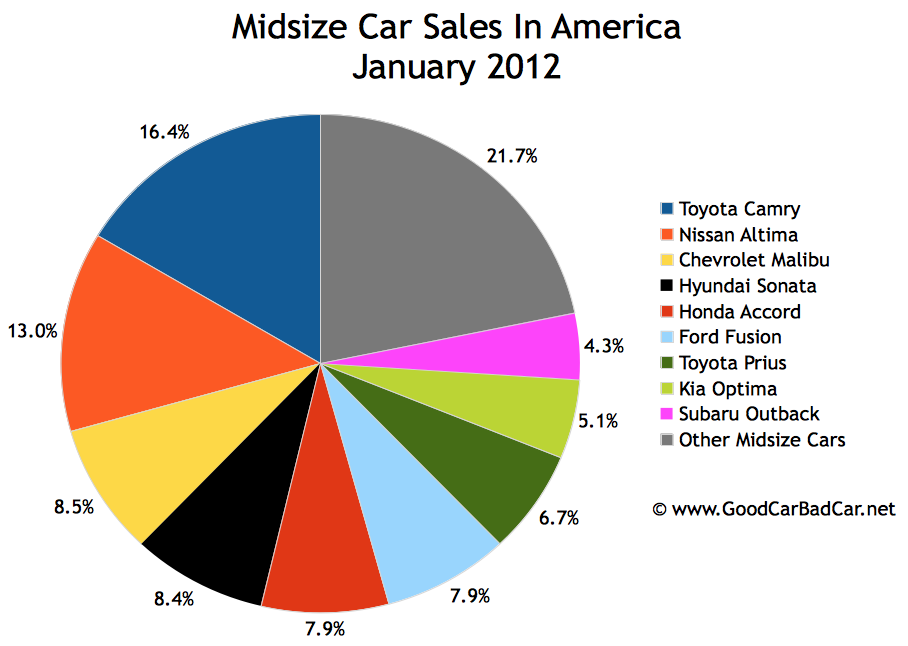 Midsize Car Sales In America
January 2012
16.4%
21.7%
13.0%
4.3%
5.1%
8.5%
6.7%
8.4%
7.9%
7.9%
Toyota Camry
Nissan Altima
Chevrolet Malibu
Hyundai Sonata
Honda Accord
Ford Fusion
Toyota Prius
Kia Optima
Subaru Outback
Other Midsize Cars
© www.GoodCarBadCar.net